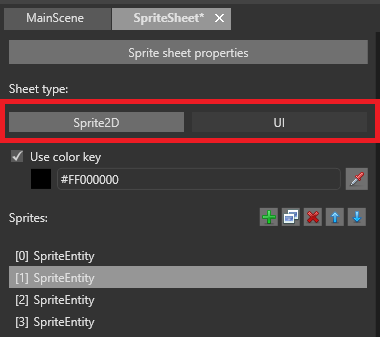 MainScene SpriteSheet* ×
Sprite sheet properties
Sheet type:
Sprite2D UI
Use color key
#FF000000
Sprites:
[0] SpriteEntity
[1] SpriteEntity
[2] SpriteEntity
[3] SpriteEntity